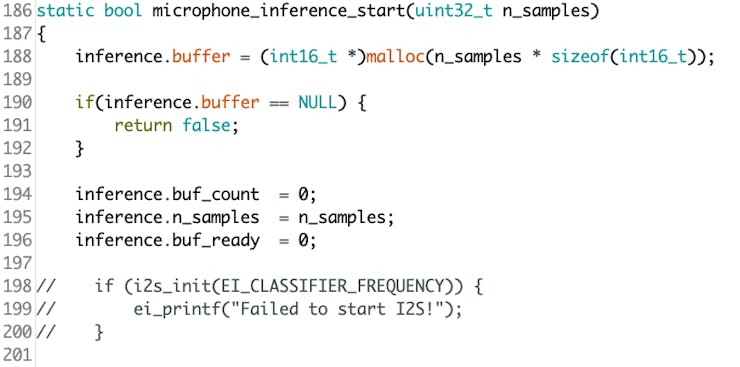 186 static bool microphone_inference_start(uint32_t n_samples)
187 {
188     inference.buffer = (int16_t *)malloc(n_samples * sizeof(int16_t));
189
190     if(inference.buffer == NULL) {
191         return false;
192     }
193
194     inference.buf_count  = 0;
195     inference.n_samples  = n_samples;
196     inference.buf_ready  = 0;
197
198 //    if (i2s_init(EI_CLASSIFIER_FREQUENCY)) {
199 //        ei_printf("Failed to start I2S!");
200 //    }
201